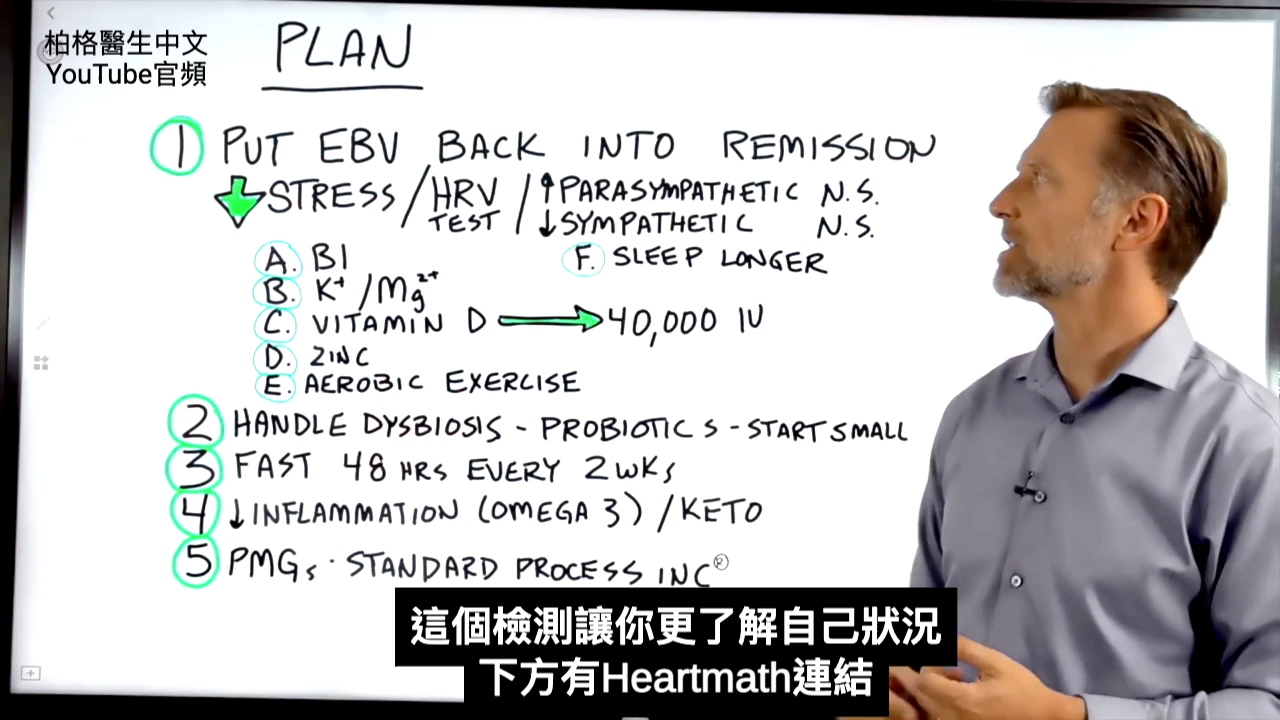 柏格醫生中文
YouTube官頻
PLAN
1 PUT EBV BACK INTO REMISSION
↓ STRESS / HRV TEST / ↑ PARASYMPATHETIC N.S.
↓ SYMPATHETIC N.S.
A. B1
F. SLEEP LONGER
B. K+ / Mg2+
C. VITAMIN D → 40,000 IU
D. ZINC
E. AEROBIC EXERCISE
2 HANDLE DYSBIOSIS - PROBIOTICS - START SMALL
3 FAST 48 HRS EVERY 2 WKS
4 ↓ INFLAMMATION (OMEGA 3) / KETO
5 PMGs · STANDARD PROCESS INC®
這個檢測讓你更了解自己狀況
下方有Heartmath連結